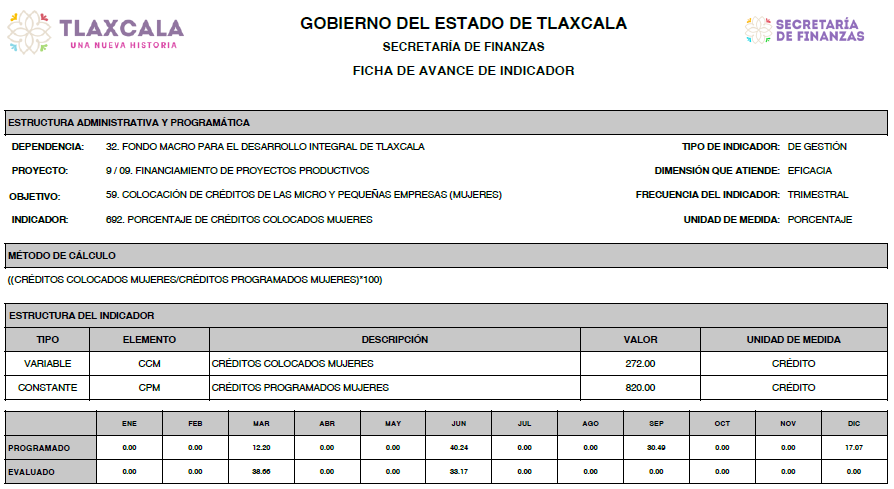 TLAXCALA
UNA NUEVA HISTORIA
GOBIERNO DEL ESTADO DE TLAXCALA
SECRETARÍA DE FINANZAS
FICHA DE AVANCE DE INDICADOR
SECRETARÍA
DE FINANZAS
ESTRUCTURA ADMINISTRATIVA Y PROGRAMÁTICA
DEPENDENCIA: 32. FONDO MACRO PARA EL DESARROLLO INTEGRAL DE TLAXCALA TIPO DE INDICADOR: DE GESTIÓN
PROYECTO: 9 / 09. FINANCIAMIENTO DE PROYECTOS PRODUCTIVOS DIMENSIÓN QUE ATIENDE: EFICACIA
OBJETIVO: 59. COLOCACIÓN DE CRÉDITOS DE LAS MICRO Y PEQUEÑAS EMPRESAS (MUJERES) FRECUENCIA DEL INDICADOR: TRIMESTRAL
INDICADOR: 692. PORCENTAJE DE CRÉDITOS COLOCADOS MUJERES UNIDAD DE MEDIDA: PORCENTAJE
MÉTODO DE CÁLCULO
((CRÉDITOS COLOCADOS MUJERES/CRÉDITOS PROGRAMADOS MUJERES)*100)
ESTRUCTURA DEL INDICADOR
TIPO ELEMENTO DESCRIPCIÓN VALOR UNIDAD DE MEDIDA
VARIABLE CCM CRÉDITOS COLOCADOS MUJERES 272.00 CRÉDITO
CONSTANTE CPM CRÉDITOS PROGRAMADOS MUJERES 820.00 CRÉDITO
ENE FEB MAR ABR MAY JUN JUL AGO SEP OCT NOV DIC
PROGRAMADO 0.00 0.00 12.20 0.00 0.00 40.24 0.00 0.00 30.49 0.00 0.00 17.07
EVALUADO 0.00 0.00 38.66 0.00 0.00 33.17 0.00 0.00 0.00 0.00 0.00 0.00